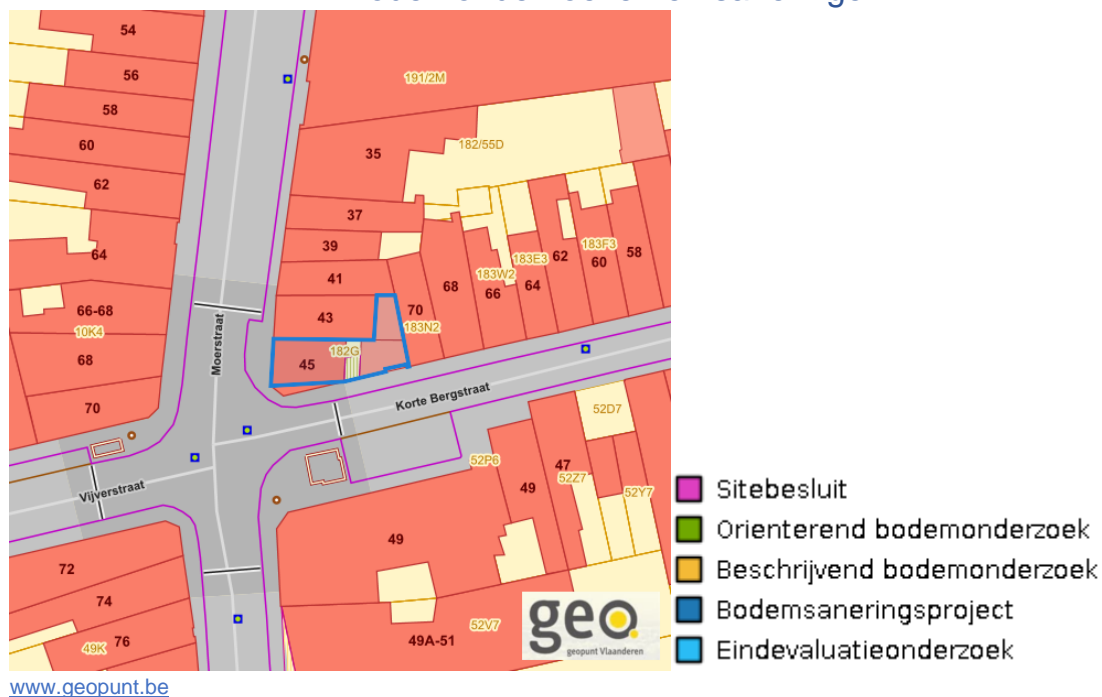 54
56
58
60
62
64
66-68
10K4
68
70
191/2M
182/55D
35
37
39
41
43
45
182G
70
183N2
68
183W2
66
183E3
64
62
183F3
60
58
Moerstraat
Korte Bergstraat
Vijverstraat
52D7
52P6
47
52Z7
49
52Y7
49
72
74
76
49K
52V7
49A-51
geo.
geopunt Vlaanderen
Sitebesluit
Orienterend bodemonderzoek
Beschrijvend bodemonderzoek
Bodemsaneringsproject
Eindevaluatieonderzoek
www.geopunt.be